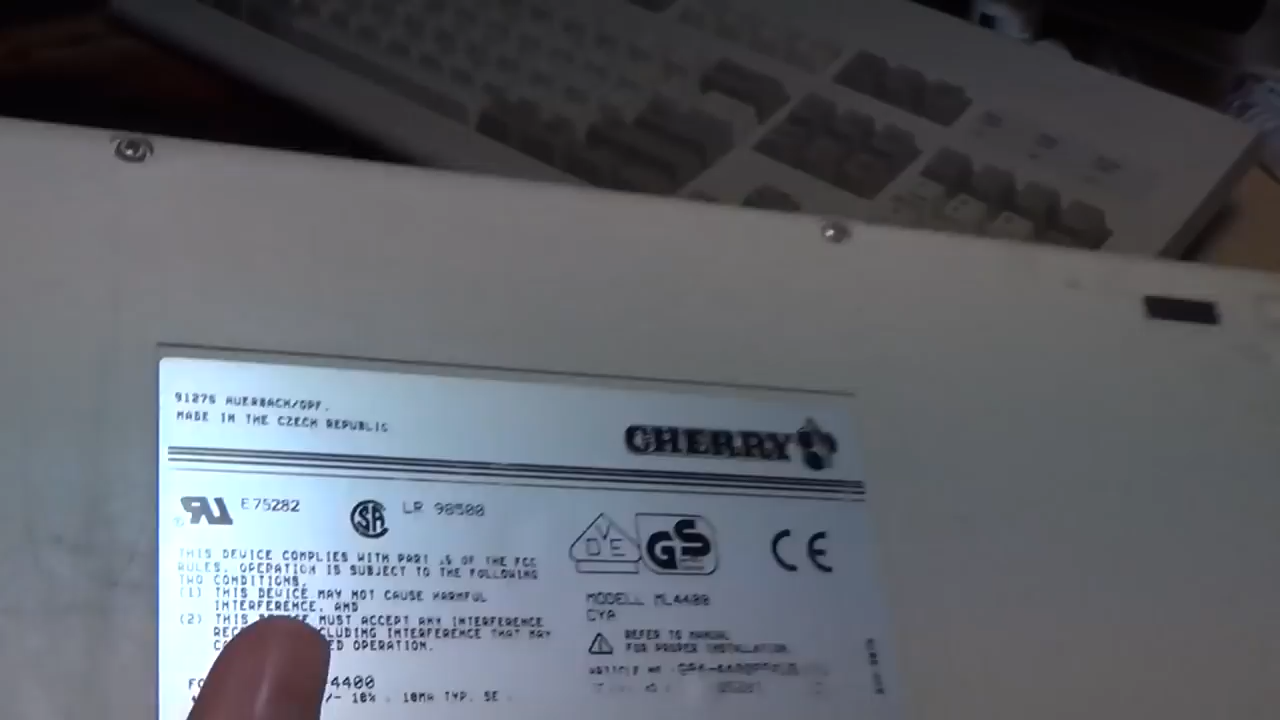 91275 AUERBACH/OPF.
MADE IN THE CZECH REPUBLIC
CHERRY
E75282
LR 98500
VDE
GS
CE
THIS DEVICE COMPLIES WITH PART 15 OF THE FCC
RULES. OPERATION IS SUBJECT TO THE FOLLOWING
TWO CONDITIONS.
(1) THIS DEVICE MAY NOT CAUSE HARMFUL
INTERFERENCE, AND
(2) THIS MUST ACCEPT ANY INTERFERENCE
INTERFERENCE THAT MAY
OPERATION.
MODELL ML4400
CYA
REFER TO MANUAL
FOR PROPER INSTALLATION.
4400
10% . 10MA TYP. SE